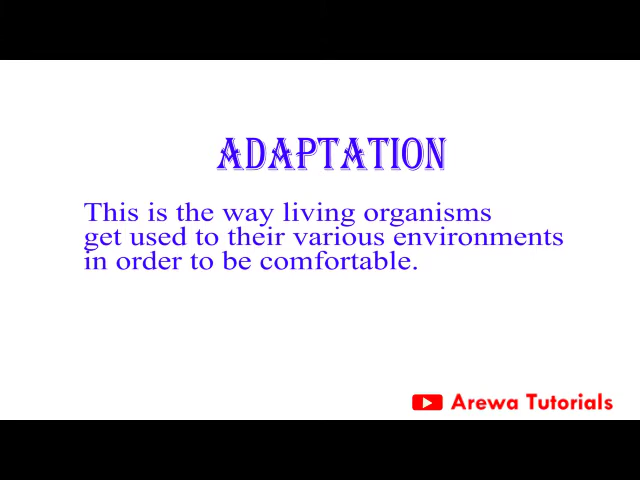 ADAPTATION
This is the way living organisms
get used to their various environments
in order to be comfortable.
Arewa Tutorials